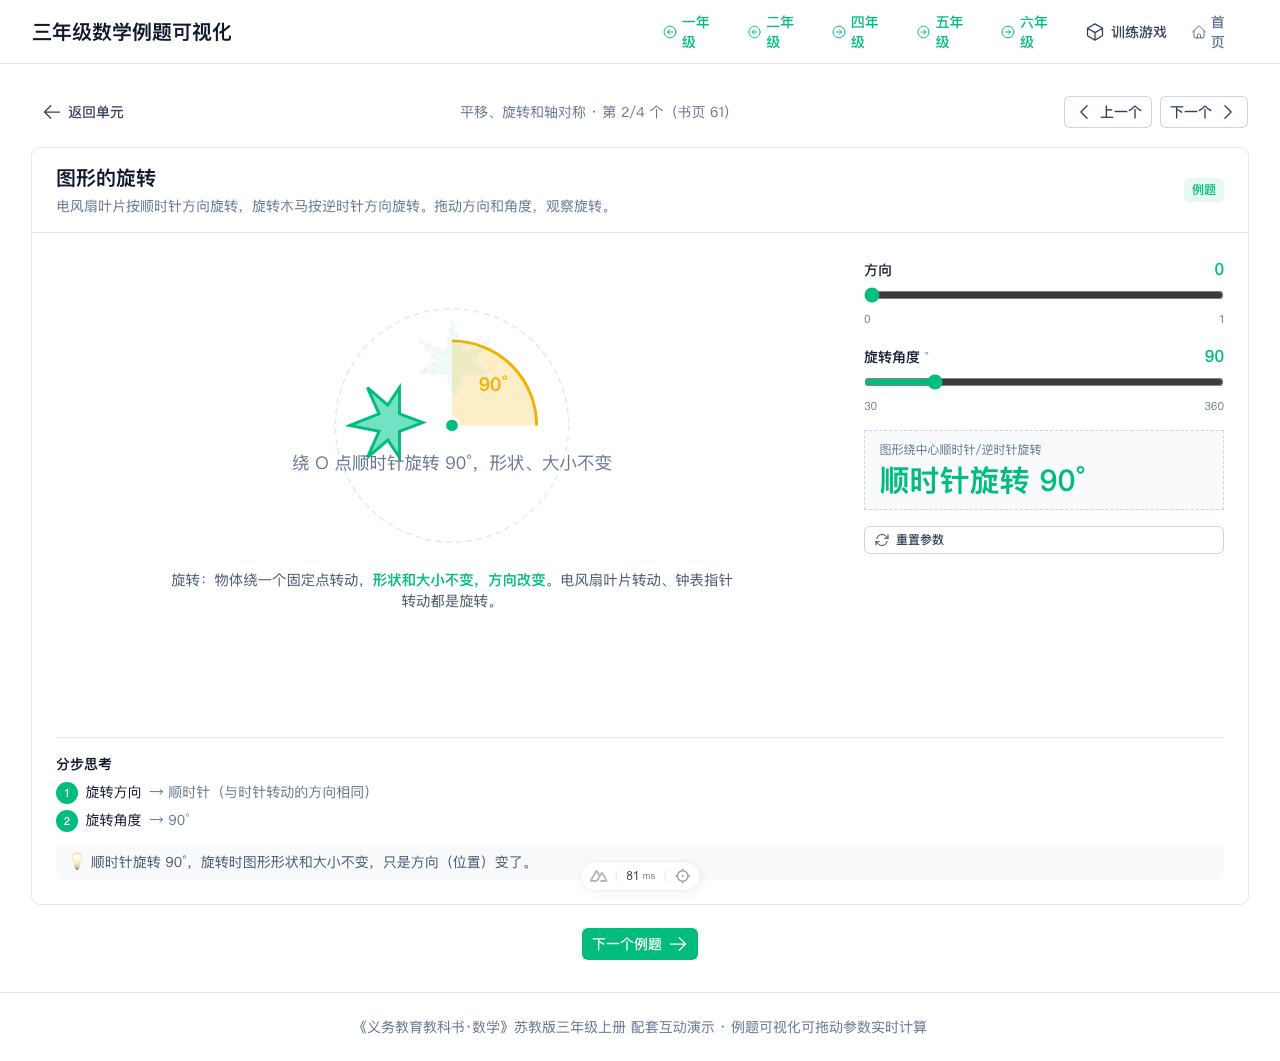 三年级数学例题可视化
一年级
二年级
四年级
五年级
六年级
训练游戏
首页
返回单元
平移、旋转和轴对称 · 第 2/4 个（书页 61）
上一个
下一个
图形的旋转
电风扇叶片按顺时针方向旋转，旋转木马按逆时针方向旋转。拖动方向和角度，观察旋转。
例题
90°
绕 O 点顺时针旋转 90°，形状、大小不变
旋转：物体绕一个固定点转动，形状和大小不变，方向改变。电风扇叶片转动、钟表指针
转动都是旋转。
方向
0
0
1
旋转角度 °
90
30
360
图形绕中心顺时针/逆时针旋转
顺时针旋转 90°
重置参数
分步思考
1 旋转方向 → 顺时针（与时针转动的方向相同）
2 旋转角度 → 90°
💡 顺时针旋转 90°，旋转时图形形状和大小不变，只是方向（位置）变了。
81 ms
下一个例题
《义务教育教科书·数学》苏教版三年级上册 配套互动演示 · 例题可视化可拖动参数实时计算